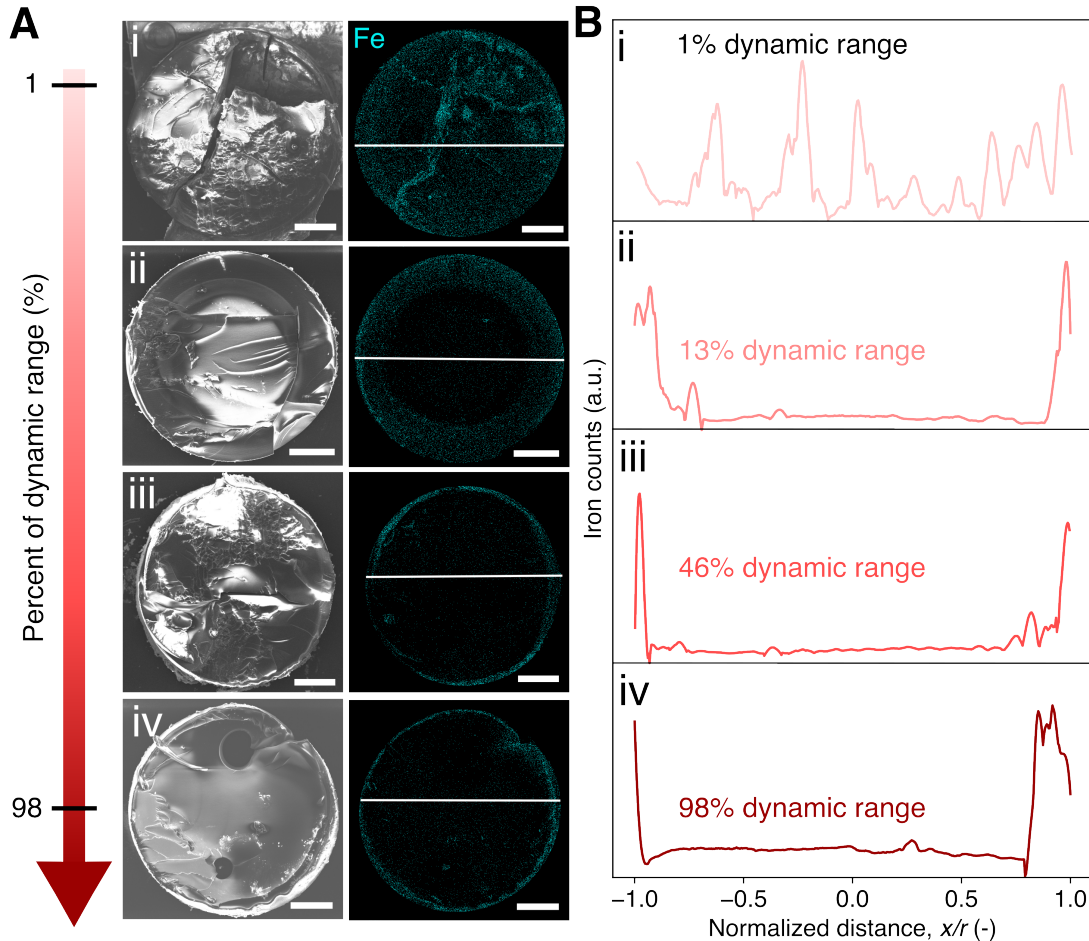 A
B
Percent of dynamic range (%)
1
98
i
Fe
ii
iii
iv
Iron counts (a.u.)
i
1% dynamic range
ii
13% dynamic range
iii
46% dynamic range
iv
98% dynamic range
−1.0 −0.5 0.0 0.5 1.0
Normalized distance, x/r (-)